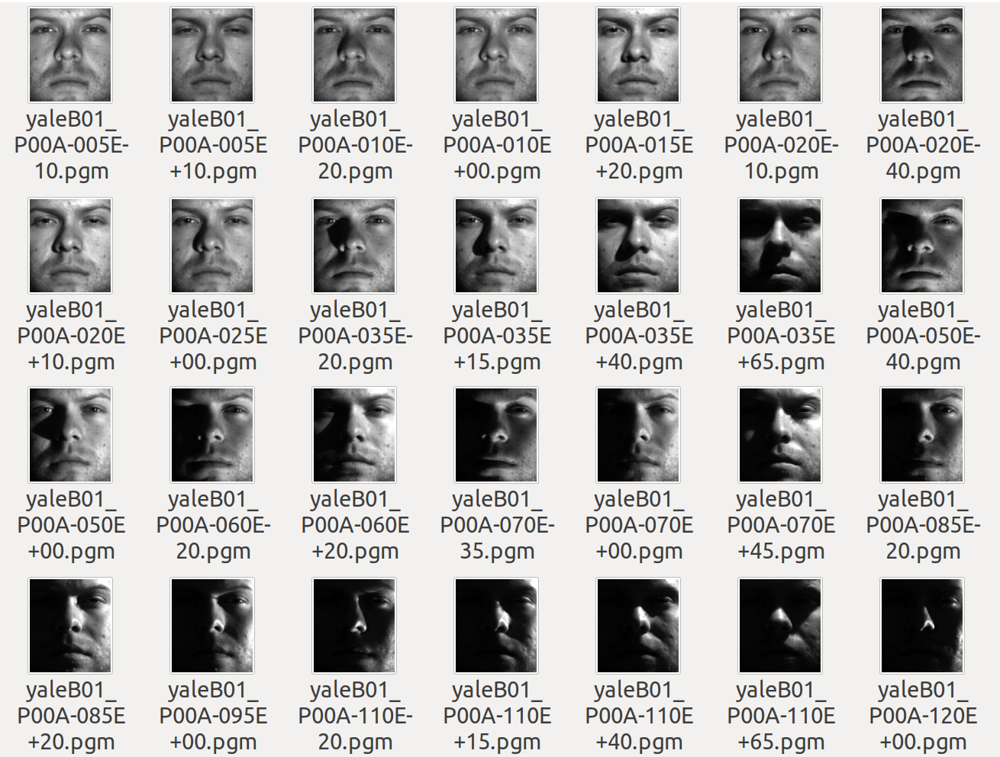 yaleB01_ yaleB01_ yaleB01_ yaleB01_ yaleB01_ yaleB01_ yaleB01_
P00A-005E- P00A-005E P00A-010E- P00A-010E P00A-015E P00A-020E- P00A-020E-
10.pgm +10.pgm 20.pgm +00.pgm +20.pgm 10.pgm 40.pgm
yaleB01_ yaleB01_ yaleB01_ yaleB01_ yaleB01_ yaleB01_ yaleB01_
P00A-020E P00A-025E P00A-035E- P00A-035E P00A-035E P00A-035E P00A-050E-
+10.pgm +00.pgm 20.pgm +15.pgm +40.pgm +65.pgm 40.pgm
yaleB01_ yaleB01_ yaleB01_ yaleB01_ yaleB01_ yaleB01_ yaleB01_
P00A-050E P00A-060E- P00A-060E P00A-070E- P00A-070E P00A-070E P00A-085E-
+00.pgm 20.pgm +20.pgm 35.pgm +00.pgm +45.pgm 20.pgm
yaleB01_ yaleB01_ yaleB01_ yaleB01_ yaleB01_ yaleB01_ yaleB01_
P00A-085E P00A-095E P00A-110E- P00A-110E P00A-110E P00A-110E P00A-120E
+20.pgm +00.pgm 20.pgm +15.pgm +40.pgm +65.pgm +00.pgm